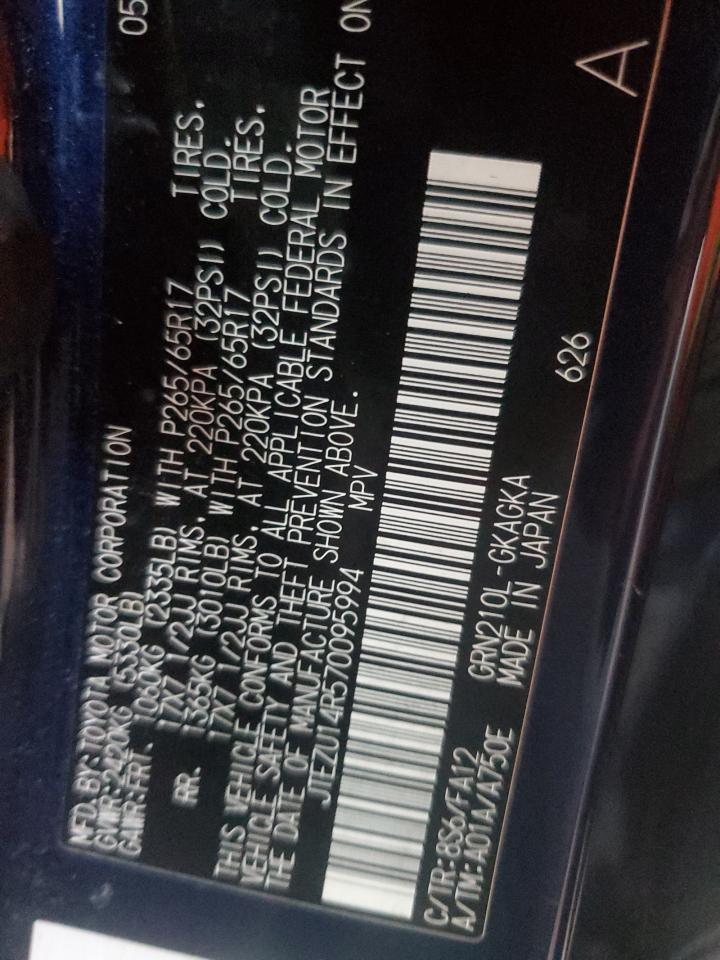 MFD.BY:TOYOTA MOTOR CORPORATION 05
GVWR:2420KG (5330LB)
GAWR:FRT. 1060KG (2335LB) WITH P265/65R17 TIRES.
17X7 1/2JJ RIMS, AT 220KPA (32PSI) COLD.
RR. 1365KG (3010LB) WITH P265/65R17 TIRES.
17X7 1/2JJ RIMS, AT 220KPA (32PSI) COLD.
THIS VEHICLE CONFORMS TO ALL APPLICABLE FEDERAL MOTOR
VEHICLE SAFETY AND THEFT PREVENTION STANDARDS IN EFFECT ON
THE DATE OF MANUFACTURE SHOWN ABOVE.
JTEZU14R570095994 MPV
A
C/TR:8S6/FA12 GRN210L-GKAGKA 626
A/TM:A01A/A750E MADE IN JAPAN